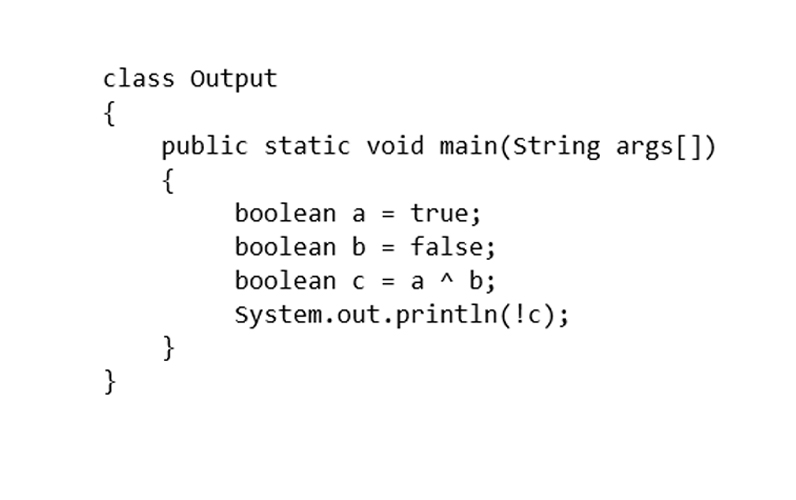 class Output
{
    public static void main(String args[])
    {
         boolean a = true;
         boolean b = false;
         boolean c = a ^ b;
         System.out.println(!c);
    }
}